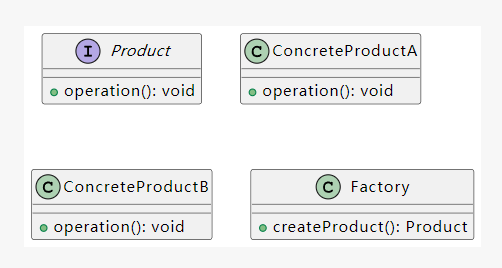 I Product
operation(): void
C ConcreteProductA
operation(): void
C ConcreteProductB
operation(): void
C Factory
createProduct(): Product